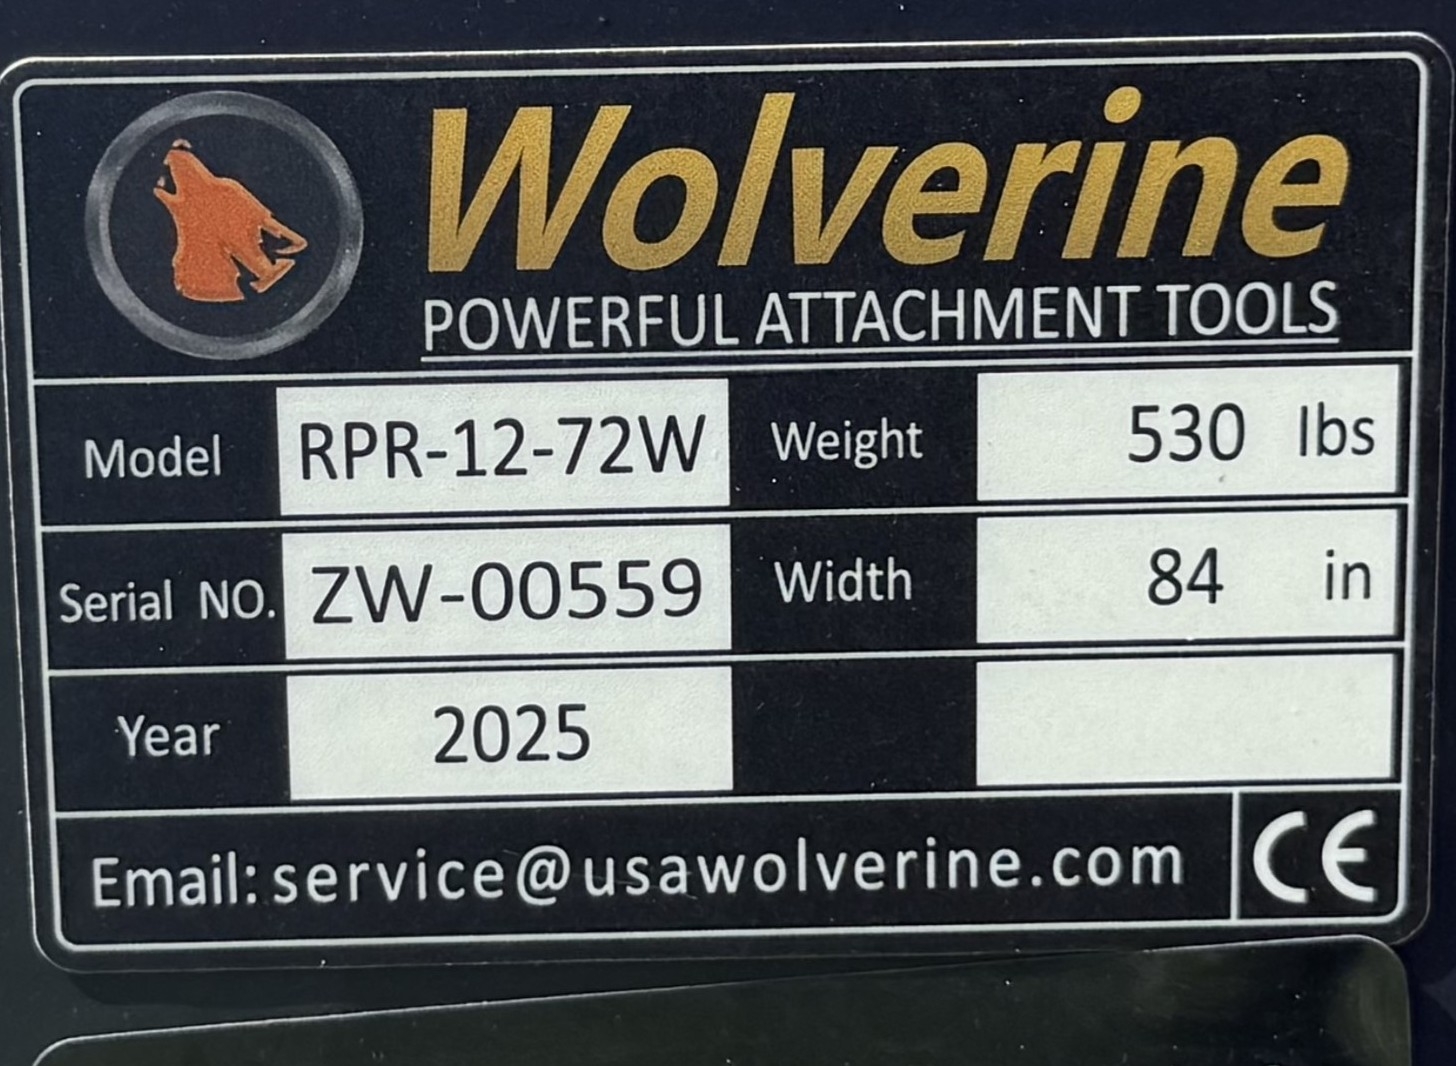 Wolverine
POWERFUL ATTACHMENT TOOLS
Model RPR-12-72W Weight 530 lbs
Serial NO. ZW-00559 Width 84 in
Year 2025
Email: service@usawolverine.com CE